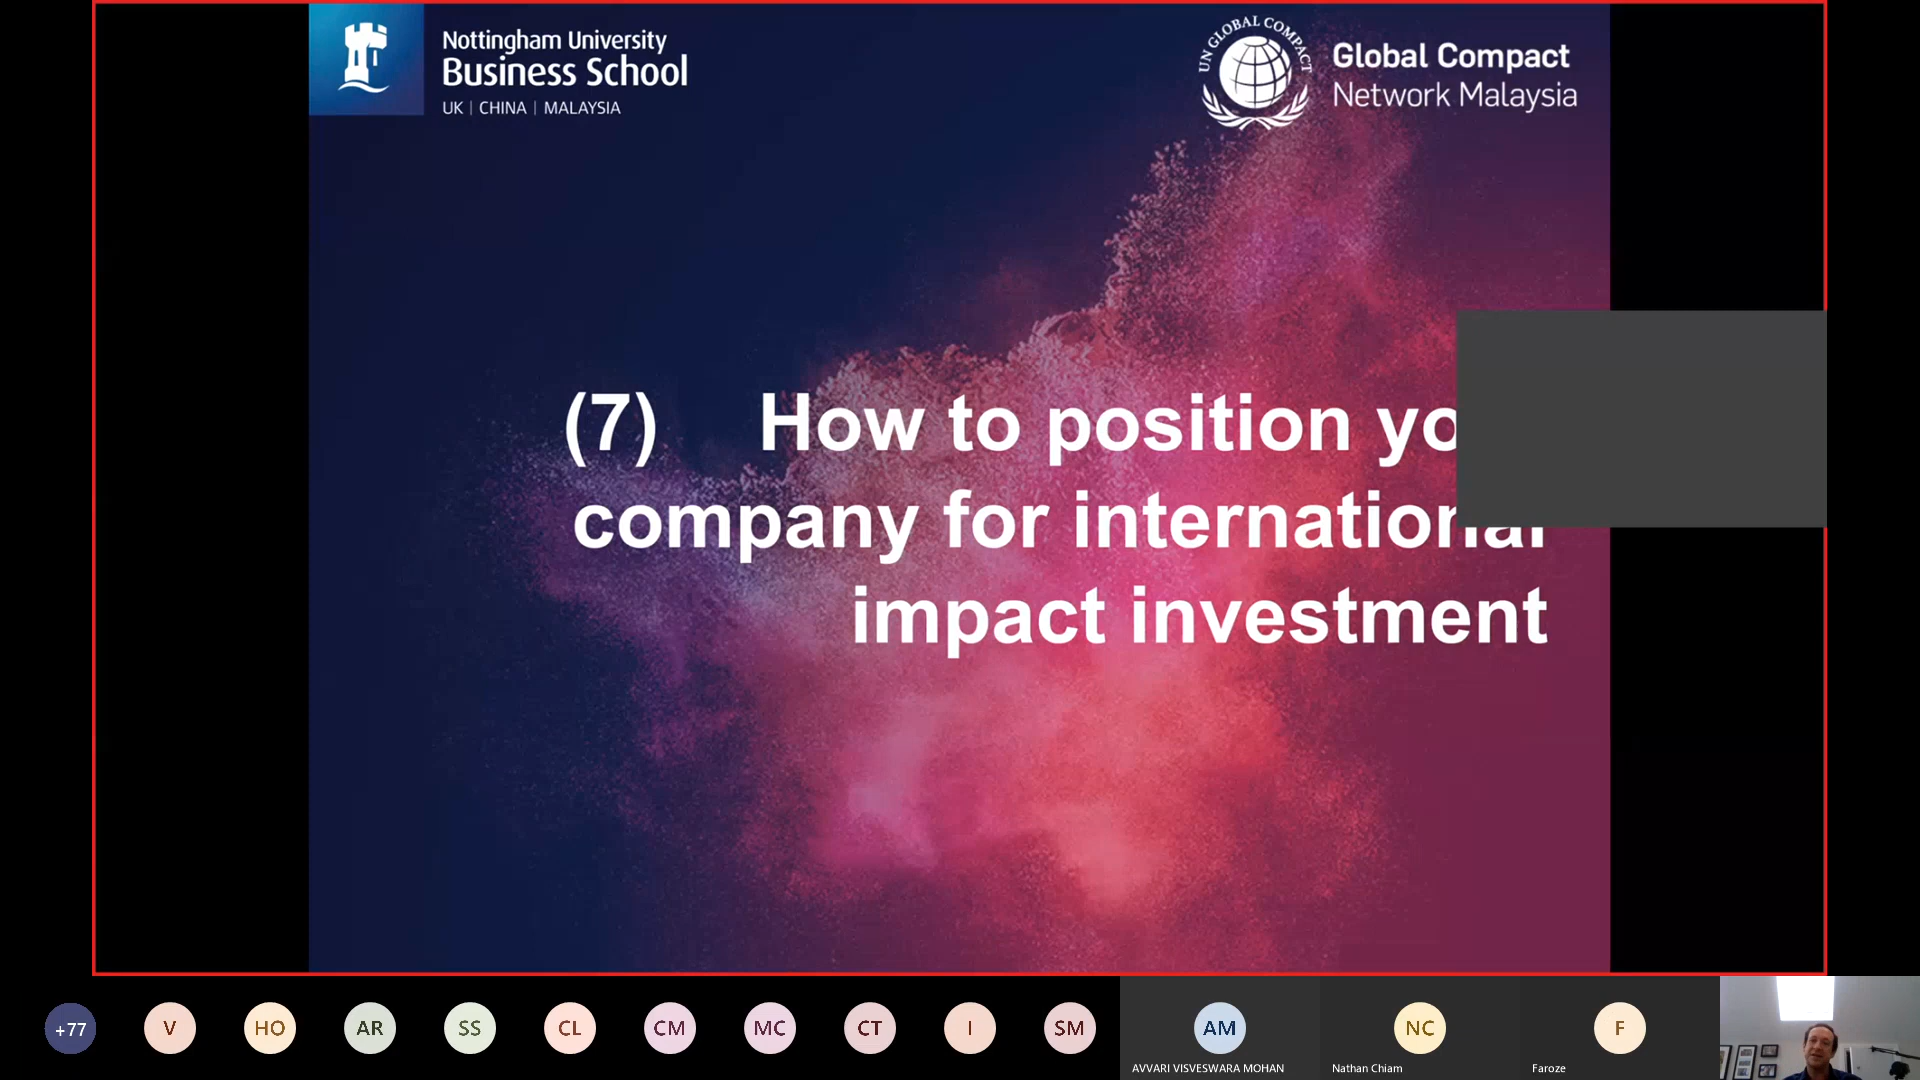 Nottingham University
Business School
UK | CHINA | MALAYSIA
UN GLOBAL COMPACT
Global Compact
Network Malaysia
(7) How to position yo
company for international
impact investment
+77
V
HO
AR
SS
CL
CM
MC
CT
I
SM
AM
NC
F
AVVARI VISVESWARA MOHAN
Nathan Chiam
Faroze